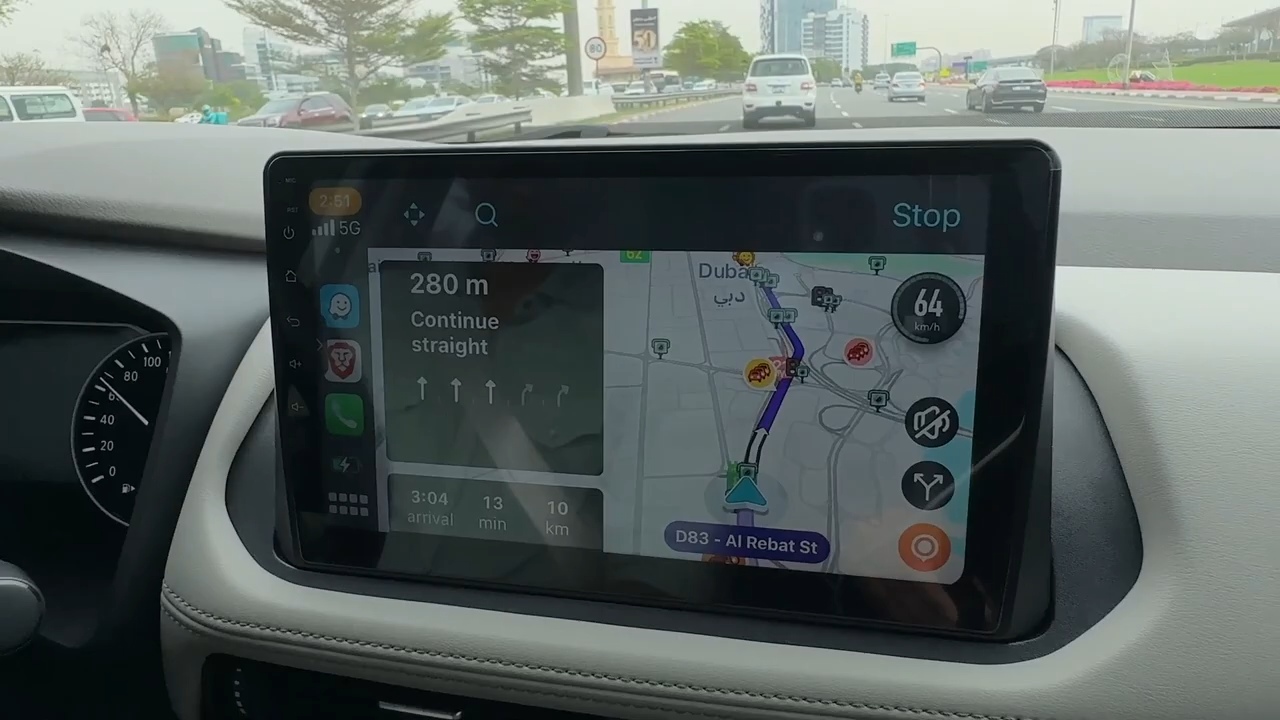 80
50
2:51
5G
Stop
62
280 m
Continue
straight
Duba
دبي
64
km/h
3:04
13
10
arrival
min
km
D83 - Al Rebat St
100
80
60
40
20
0